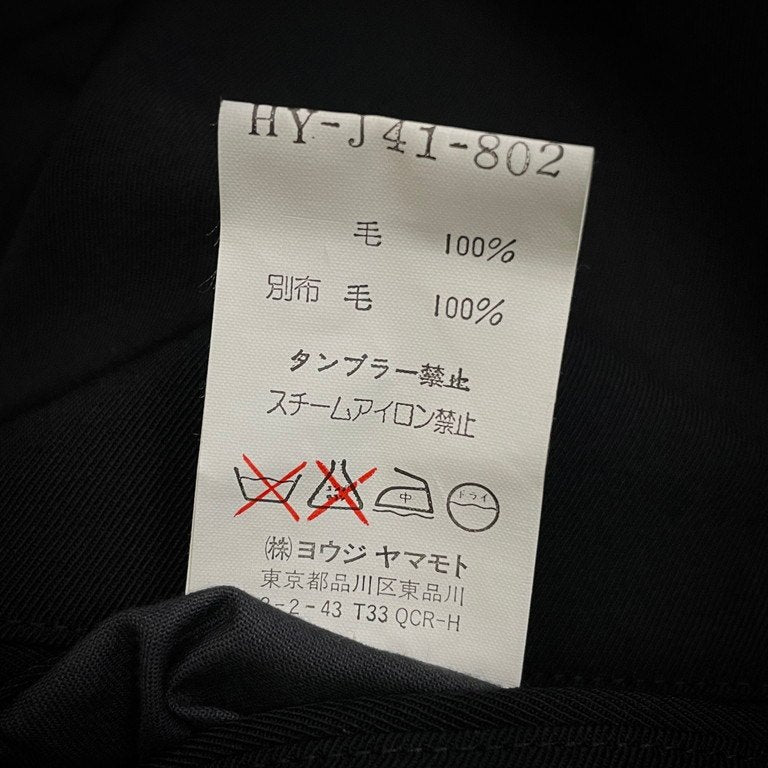 HY-J41-802
毛 100%
別布 毛 100%
タンブラー禁止
スチームアイロン禁止
中 ドライ
㈱ヨウジ ヤマモト
東京都品川区東品川
-2-43 T33 QCR-H